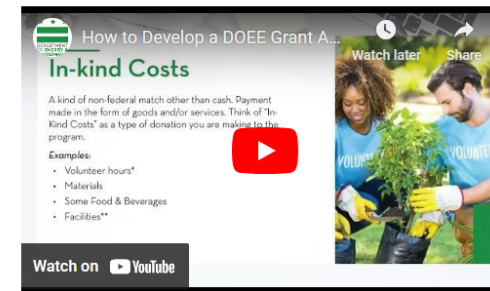 How to Develop a DOEE Grant A...
Watch later
Share
In-kind Costs
A kind of non-federal match other than cash. Payment
made in the form of goods and/or services. Think of "In-
Kind Costs" as a type of donation you are making to the
program.
Examples:
• Volunteer hours*
• Materials
• Some Food & Beverages
• Facilities**
VOLUNTEER
VOLUNTEER
Watch on YouTube